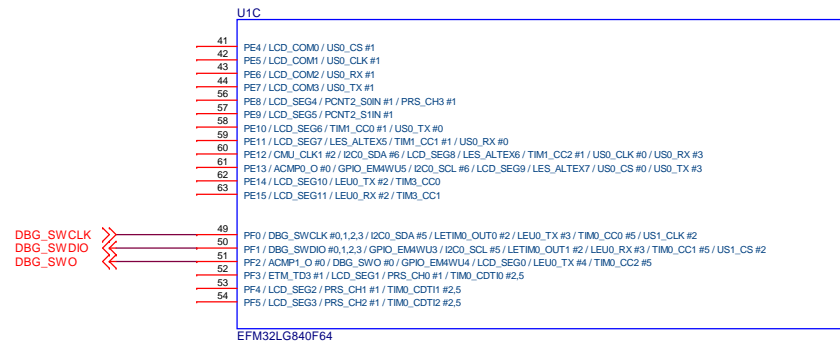 U1C
41 PE4 / LCD_COM0 / US0_CS #1
42 PE5 / LCD_COM1 / US0_CLK #1
43 PE6 / LCD_COM2 / US0_RX #1
44 PE7 / LCD_COM3 / US0_TX #1
56 PE8 / LCD_SEG4 / PCNT2_S0IN #1 / PRS_CH3 #1
57 PE9 / LCD_SEG5 / PCNT2_S1IN #1
58 PE10 / LCD_SEG6 / TIM1_CC0 #1 / US0_TX #0
59 PE11 / LCD_SEG7 / LES_ALTEX5 / TIM1_CC1 #1 / US0_RX #0
60 PE12 / CMU_CLK1 #2 / I2C0_SDA #6 / LCD_SEG8 / LES_ALTEX6 / TIM1_CC2 #1 / US0_CLK #0 / US0_RX #3
61 PE13 / ACMP0_O #0 / GPIO_EM4WU5 / I2C0_SCL #6 / LCD_SEG9 / LES_ALTEX7 / US0_CS #0 / US0_TX #3
62 PE14 / LCD_SEG10 / LEU0_TX #2 / TIM3_CC0
63 PE15 / LCD_SEG11 / LEU0_RX #2 / TIM3_CC1
DBG_SWCLK 49 PF0 / DBG_SWCLK #0,1,2,3 / I2C0_SDA #5 / LETIM0_OUT0 #2 / LEU0_TX #3 / TIM0_CC0 #5 / US1_CLK #2
DBG_SWDIO 50 PF1 / DBG_SWDIO #0,1,2,3 / GPIO_EM4WU3 / I2C0_SCL #5 / LETIM0_OUT1 #2 / LEU0_RX #3 / TIM0_CC1 #5 / US1_CS #2
DBG_SWO 51 PF2 / ACMP1_O #0 / DBG_SWO #0 / GPIO_EM4WU4 / LCD_SEG0 / LEU0_TX #4 / TIM0_CC2 #5
52 PF3 / ETM_TD3 #1 / LCD_SEG1 / PRS_CH0 #1 / TIM0_CDTI0 #2,5
53 PF4 / LCD_SEG2 / PRS_CH1 #1 / TIM0_CDTI1 #2,5
54 PF5 / LCD_SEG3 / PRS_CH2 #1 / TIM0_CDTI2 #2,5
EFM32LG840F64